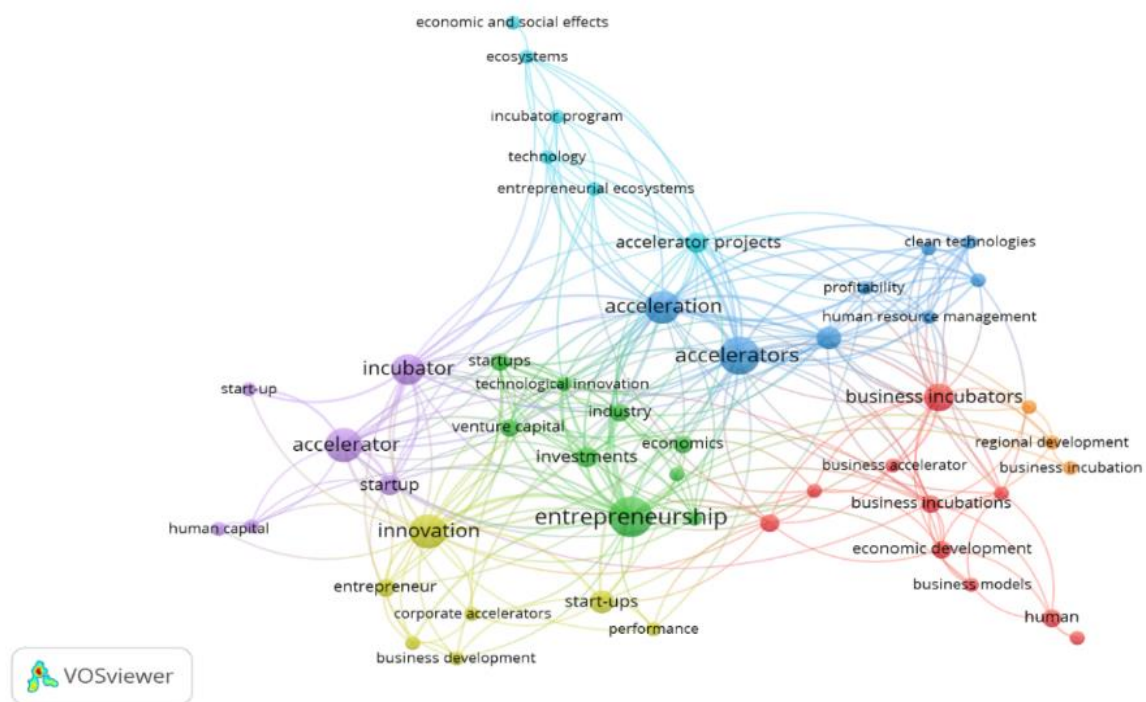 economic and social effects
ecosystems
incubator program
technology
entrepreneurial ecosystems
accelerator projects
clean technologies
profitability
acceleration
human resource management
accelerators
startups
incubator
technological innovation
start-up
business incubators
industry
venture capital
accelerator
economics
regional development
investments
business accelerator
business incubation
startup
business incubations
entrepreneurship
human capital
innovation
economic development
entrepreneur
business models
corporate accelerators
start-ups
human
performance
business development
VOSviewer